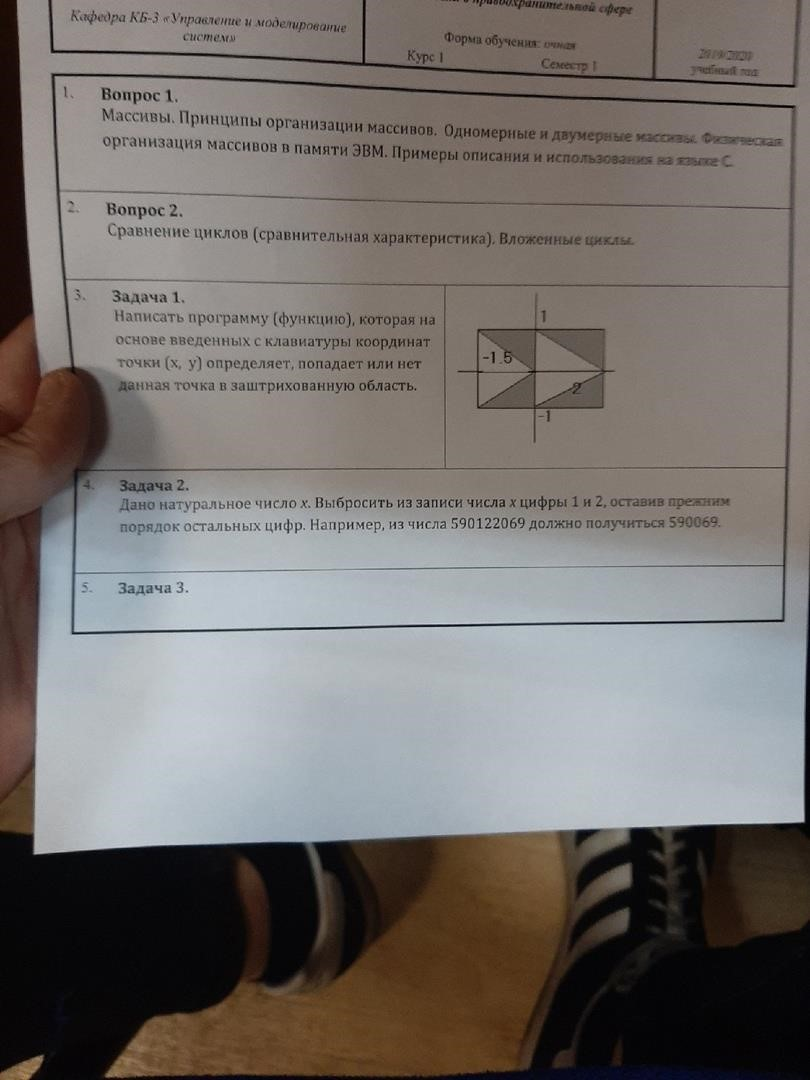 Кафедра КБ-3 «Управление и моделирование
систем»
правоохранительной сфере
Форма обучения: очная
Курс 1
Семестр 1
2019/2020
учебный год
1. Вопрос 1.
Массивы. Принципы организации массивов. Одномерные и двумерные массивы. Физическая
организация массивов в памяти ЭВМ. Примеры описания и использования на языке С.
2. Вопрос 2.
Сравнение циклов (сравнительная характеристика). Вложенные циклы.
3. Задача 1.
Написать программу (функцию), которая на
основе введенных с клавиатуры координат
точки (x, y) определяет, попадает или нет
данная точка в заштрихованную область.
1
-1.5
2
-1
4. Задача 2.
Дано натуральное число x. Выбросить из записи числа x цифры 1 и 2, оставив прежним
порядок остальных цифр. Например, из числа 590122069 должно получиться 590069.
5. Задача 3.